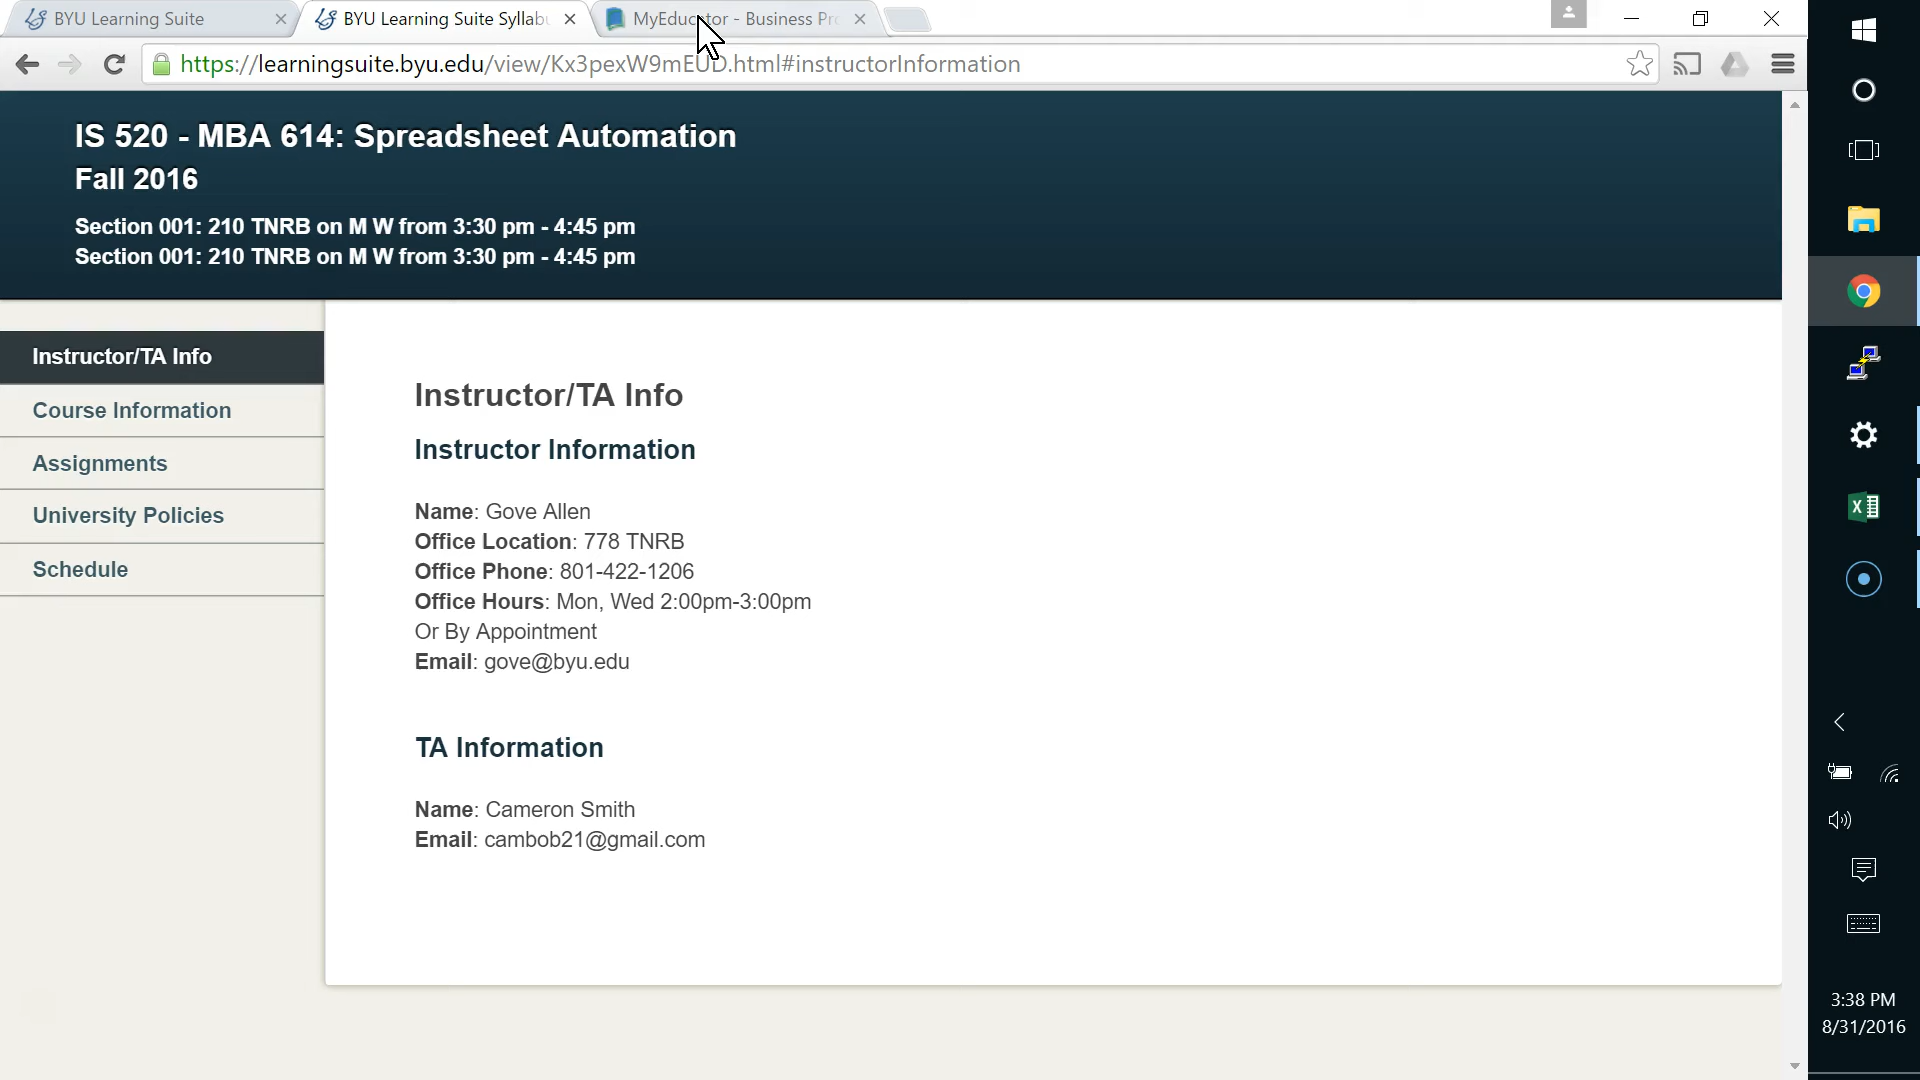 BYU Learning Suite
BYU Learning Suite Syllabu
MyEducator - Business Pro
https://learningsuite.byu.edu/view/Kx3pexW9mEUD.html#instructorInformation
IS 520 - MBA 614: Spreadsheet Automation
Fall 2016
Section 001: 210 TNRB on M W from 3:30 pm - 4:45 pm
Section 001: 210 TNRB on M W from 3:30 pm - 4:45 pm
Instructor/TA Info
Course Information
Assignments
University Policies
Schedule
Instructor/TA Info
Instructor Information
Name: Gove Allen
Office Location: 778 TNRB
Office Phone: 801-422-1206
Office Hours: Mon, Wed 2:00pm-3:00pm
Or By Appointment
Email: gove@byu.edu
TA Information
Name: Cameron Smith
Email: cambob21@gmail.com
3:38 PM
8/31/2016